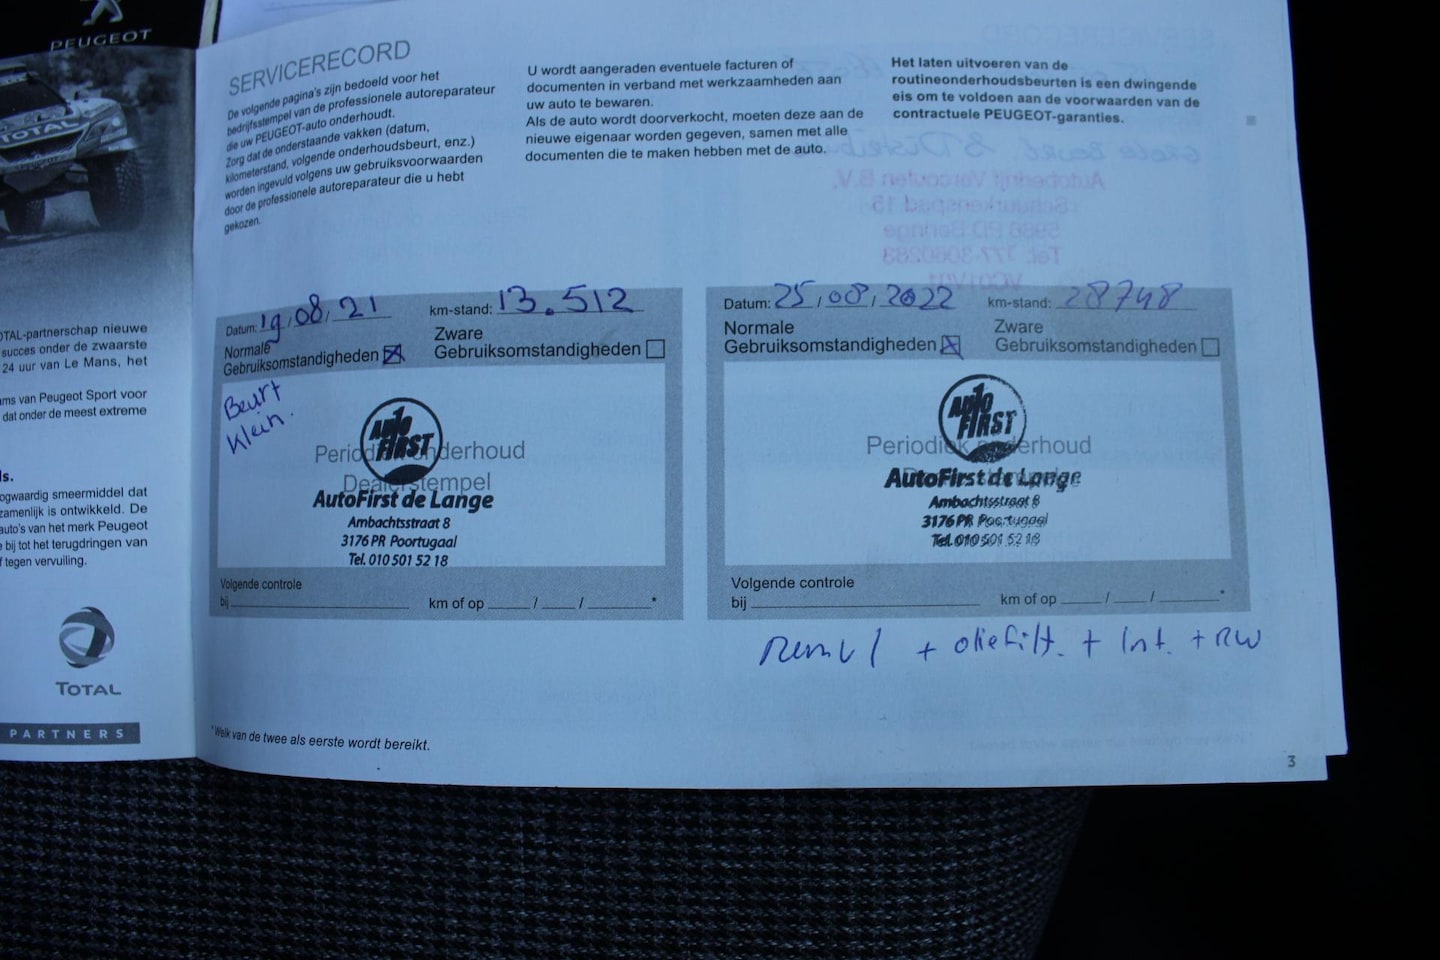 PEUGEOT
TOTAL
OTAL-partnerschap nieuwe
succes onder de zwaarste
24 uur van Le Mans, het
ams van Peugeot Sport voor
dat onder de meest extreme
ls.
ogwaardig smeermiddel dat
zamenlijk is ontwikkeld. De
auto's van het merk Peugeot
bij tot het terugdringen van
f tegen vervuiling.
TOTAL
PARTNERS
SERVICERECORD
De volgende pagina's zijn bedoeld voor het
bedrijfsstempel van de professionele autoreparateur
die uw PEUGEOT-auto onderhoudt.
Zorg dat de onderstaande vakken (datum,
kilometerstand, volgende onderhoudsbeurt, enz.)
worden ingevuld volgens uw gebruiksvoorwaarden
door de professionele autoreparateur die u hebt
gekozen.
U wordt aangeraden eventuele facturen of
documenten in verband met werkzaamheden aan
uw auto te bewaren.
Als de auto wordt doorverkocht, moeten deze aan de
nieuwe eigenaar worden gegeven, samen met alle
documenten die te maken hebben met de auto.
Het laten uitvoeren van de
routineonderhoudsbeurten is een dwingende
eis om te voldoen aan de voorwaarden van de
contractuele PEUGEOT-garanties.
Datum: 19/08/21 km-stand: 13.512
Normale
Gebruiksomstandigheden
Zware
Gebruiksomstandigheden
Beurt
Klein.
AUTO
FIRST
Periodiek onderhoud
Dealerstempel
AutoFirst de Lange
Ambachtsstraat 8
3176 PR Poortugaal
Tel. 010 501 52 18
Volgende controle
bij km of op / / *
Datum: 25/08/2022 km-stand: 28748
Normale
Gebruiksomstandigheden
Zware
Gebruiksomstandigheden
AUTO
FIRST
Periodiek onderhoud
AutoFirst de Lange
Ambachtsstraat 8
3176 PR Poortugaal
Tel. 010 501 52 18
Volgende controle
bij km of op / / *
+ oliefilt. + Int. + RW
* Welk van de twee als eerste wordt bereikt.
3